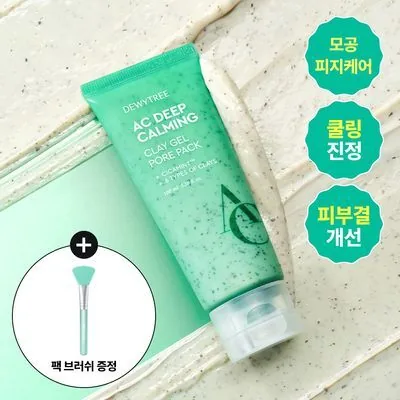 모공
피지케어
쿨링
진정
피부결
개선
DEWYTREE
AC DEEP
CALMING
CLAY GEL
PORE PACK
AC
+
팩 브러쉬 증정